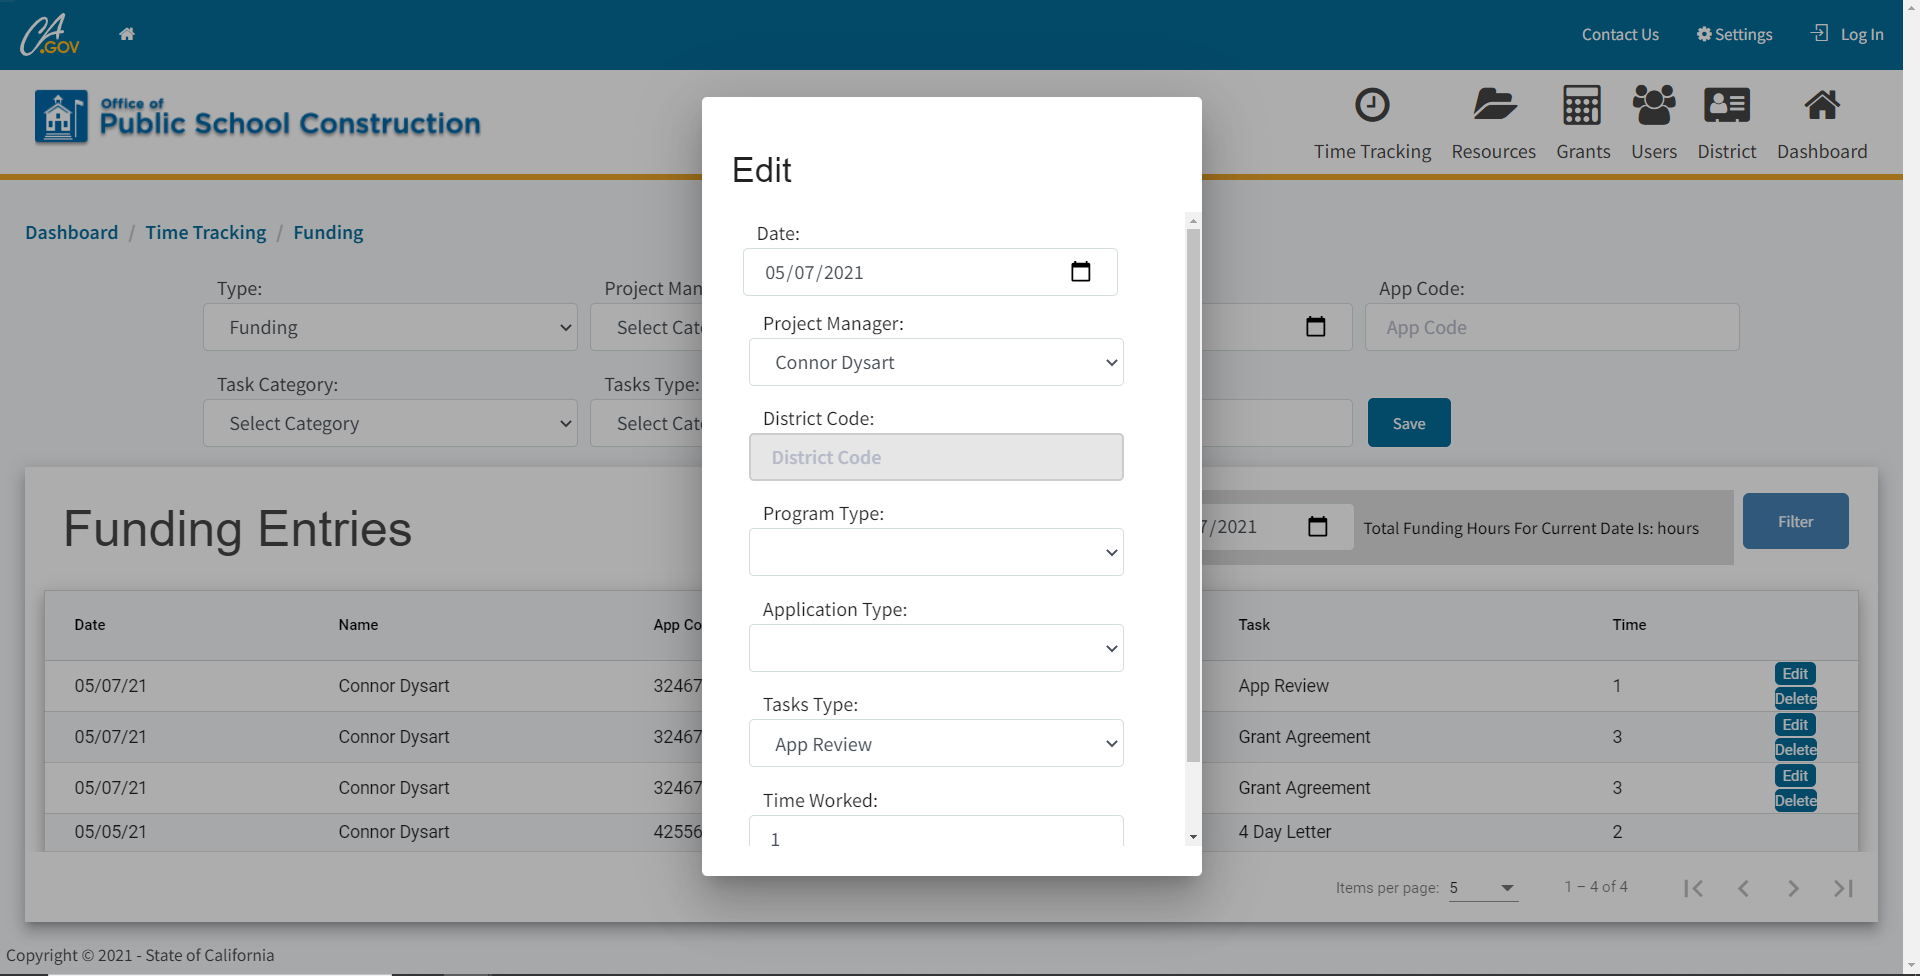 CA.GOV
Contact Us
Settings
Log In
Office of
Public School Construction
Time Tracking
Resources
Grants
Users
District
Dashboard
Dashboard / Time Tracking / Funding
Type:
Project Man
App Code:
Funding
Select Cat
App Code
Task Category:
Tasks Type:
Select Category
Select Cat
Save
Edit
Date:
05/07/2021
Project Manager:
Connor Dysart
District Code:
District Code
Program Type:
Application Type:
Tasks Type:
App Review
Time Worked:
1
Funding Entries
7/2021
Total Funding Hours For Current Date Is: hours
Filter
Date Name App Co Task Time
05/07/21 Connor Dysart 32467 App Review 1 Edit
Delete
05/07/21 Connor Dysart 32467 Grant Agreement 3 Edit
Delete
05/07/21 Connor Dysart 32467 Grant Agreement 3 Edit
Delete
05/05/21 Connor Dysart 42556 4 Day Letter 2
Items per page: 5 1 – 4 of 4
Copyright © 2021 - State of California